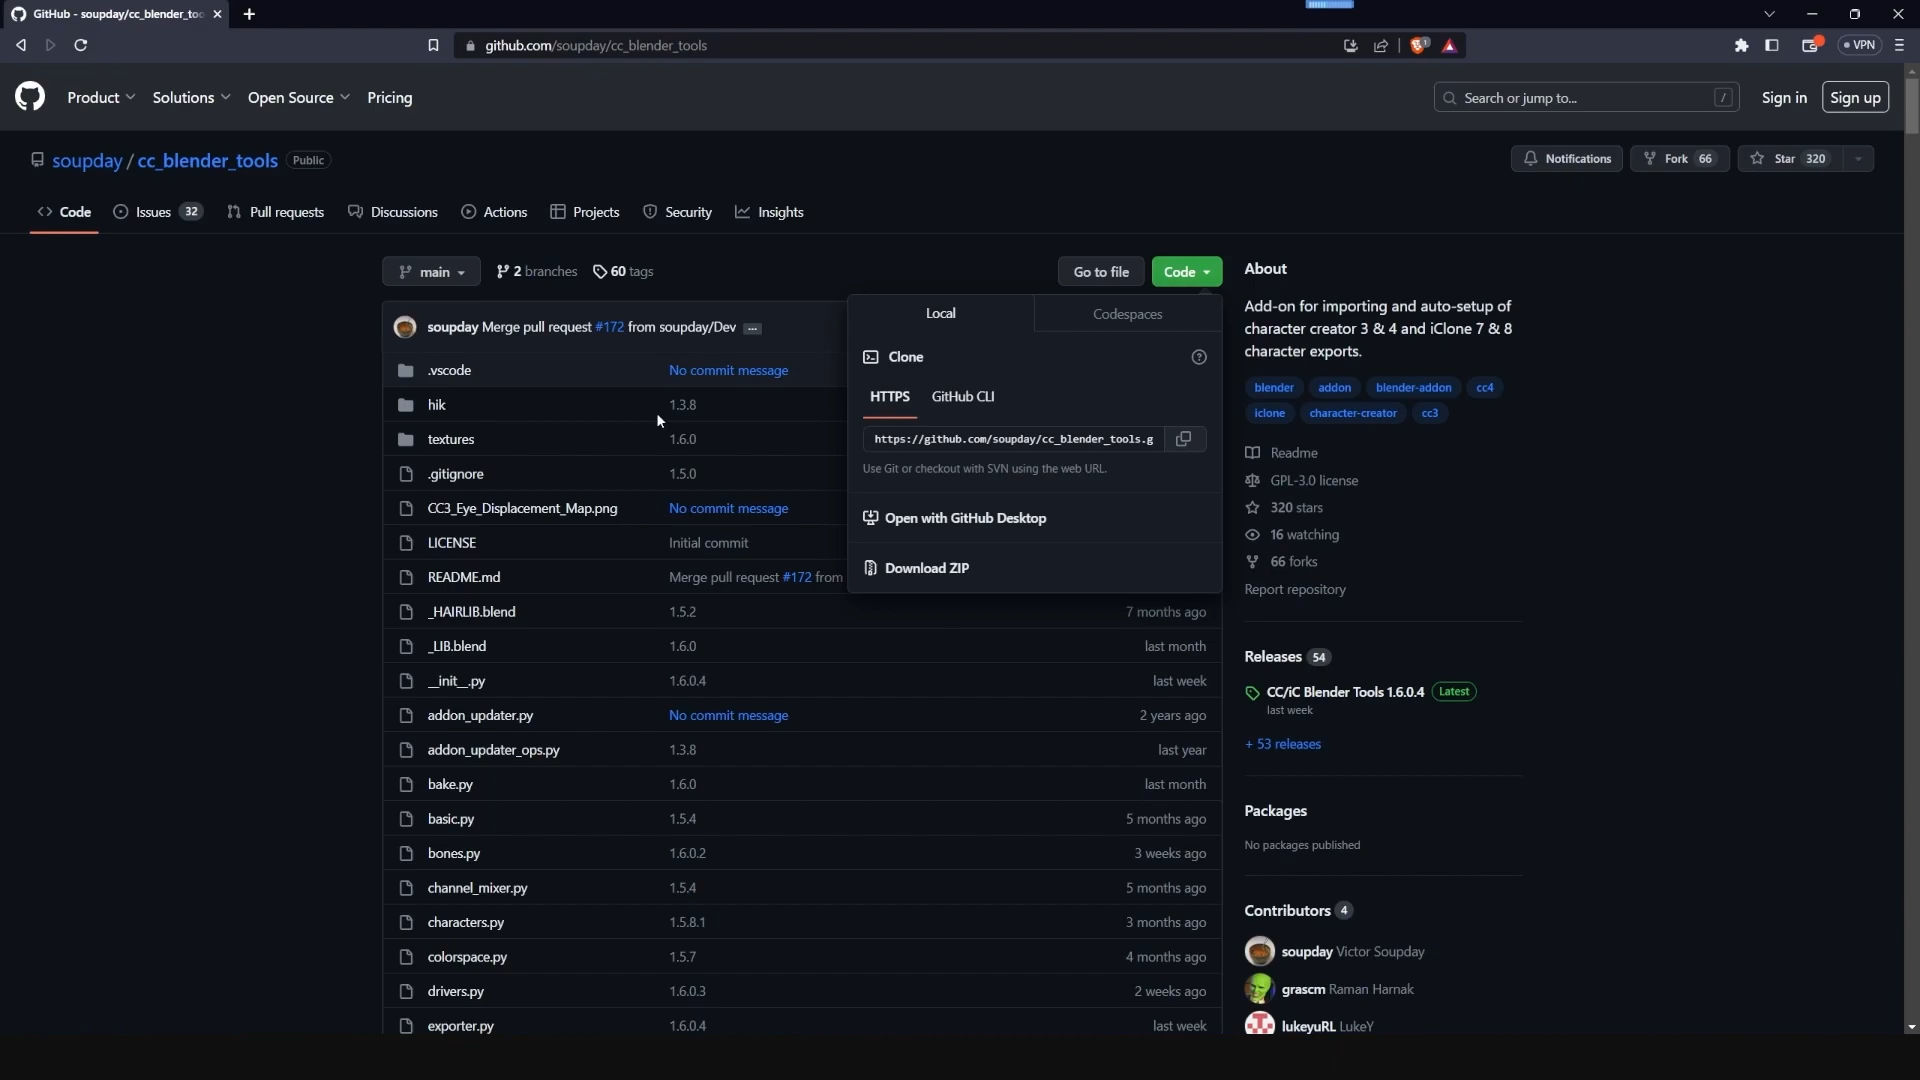 GitHub - soupday/cc_blender_too
github.com/soupday/cc_blender_tools
1
VPN
Product
Solutions
Open Source
Pricing
Search or jump to...
/
Sign in
Sign up
soupday / cc_blender_tools
Public
Notifications
Fork 66
Star 320
Code
Issues 32
Pull requests
Discussions
Actions
Projects
Security
Insights
main
2 branches
60 tags
Go to file
Code
soupday Merge pull request #172 from soupday/Dev ...
.vscode No commit message
hik 1.3.8
textures 1.6.0
.gitignore 1.5.0
CC3_Eye_Displacement_Map.png No commit message
LICENSE Initial commit
README.md Merge pull request #172 from
_HAIRLIB.blend 1.5.2 7 months ago
_LIB.blend 1.6.0 last month
__init__.py 1.6.0.4 last week
addon_updater.py No commit message 2 years ago
addon_updater_ops.py 1.3.8 last year
bake.py 1.6.0 last month
basic.py 1.5.4 5 months ago
bones.py 1.6.0.2 3 weeks ago
channel_mixer.py 1.5.4 5 months ago
characters.py 1.5.8.1 3 months ago
colorspace.py 1.5.7 4 months ago
drivers.py 1.6.0.3 2 weeks ago
exporter.py 1.6.0.4 last week
Local
Codespaces
Clone
HTTPS
GitHub CLI
https://github.com/soupday/cc_blender_tools.g
Use Git or checkout with SVN using the web URL.
Open with GitHub Desktop
Download ZIP
About
Add-on for importing and auto-setup of
character creator 3 & 4 and iClone 7 & 8
character exports.
blender addon blender-addon cc4
iclone character-creator cc3
Readme
GPL-3.0 license
320 stars
16 watching
66 forks
Report repository
Releases 54
CC/iC Blender Tools 1.6.0.4 Latest
last week
+ 53 releases
Packages
No packages published
Contributors 4
soupday Victor Soupday
grascm Raman Harnak
lukeyuRL LukeY